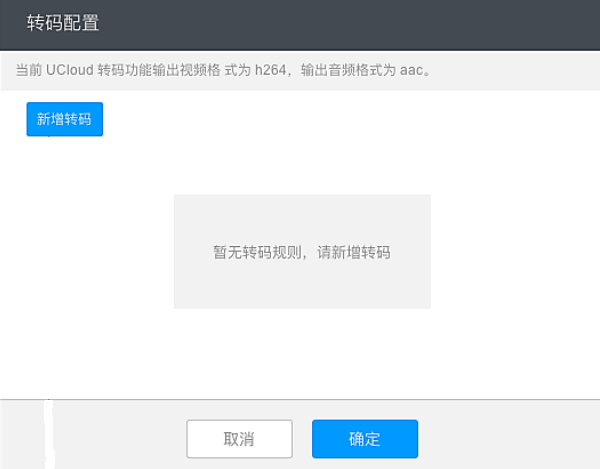 转码配置
当前 UCloud 转码功能输出视频格 式为 h264，输出音频格式为 aac。
新增转码
暂无转码规则，请新增转码
取消
确定